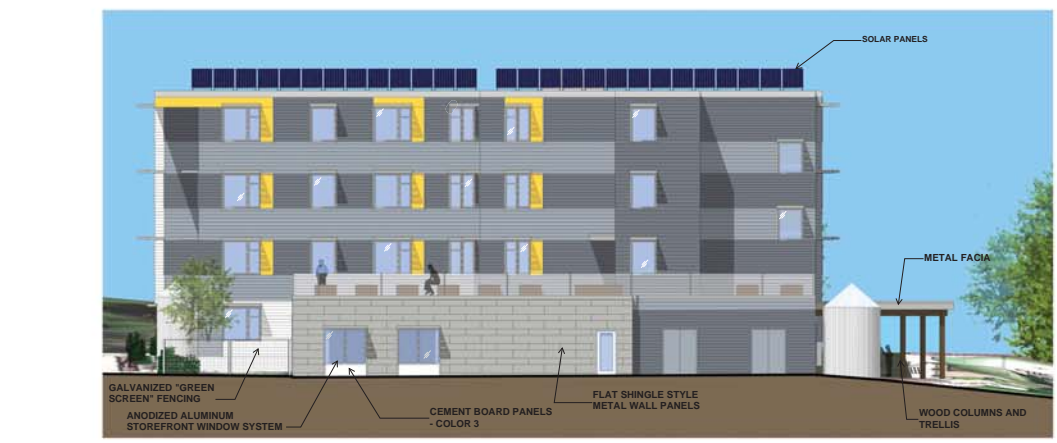 SOLAR PANELS
METAL FACIA
GALVANIZED "GREEN
SCREEN" FENCING
ANODIZED ALUMINUM
STOREFRONT WINDOW SYSTEM
CEMENT BOARD PANELS
- COLOR 3
FLAT SHINGLE STYLE
METAL WALL PANELS
WOOD COLUMNS AND
TRELLIS